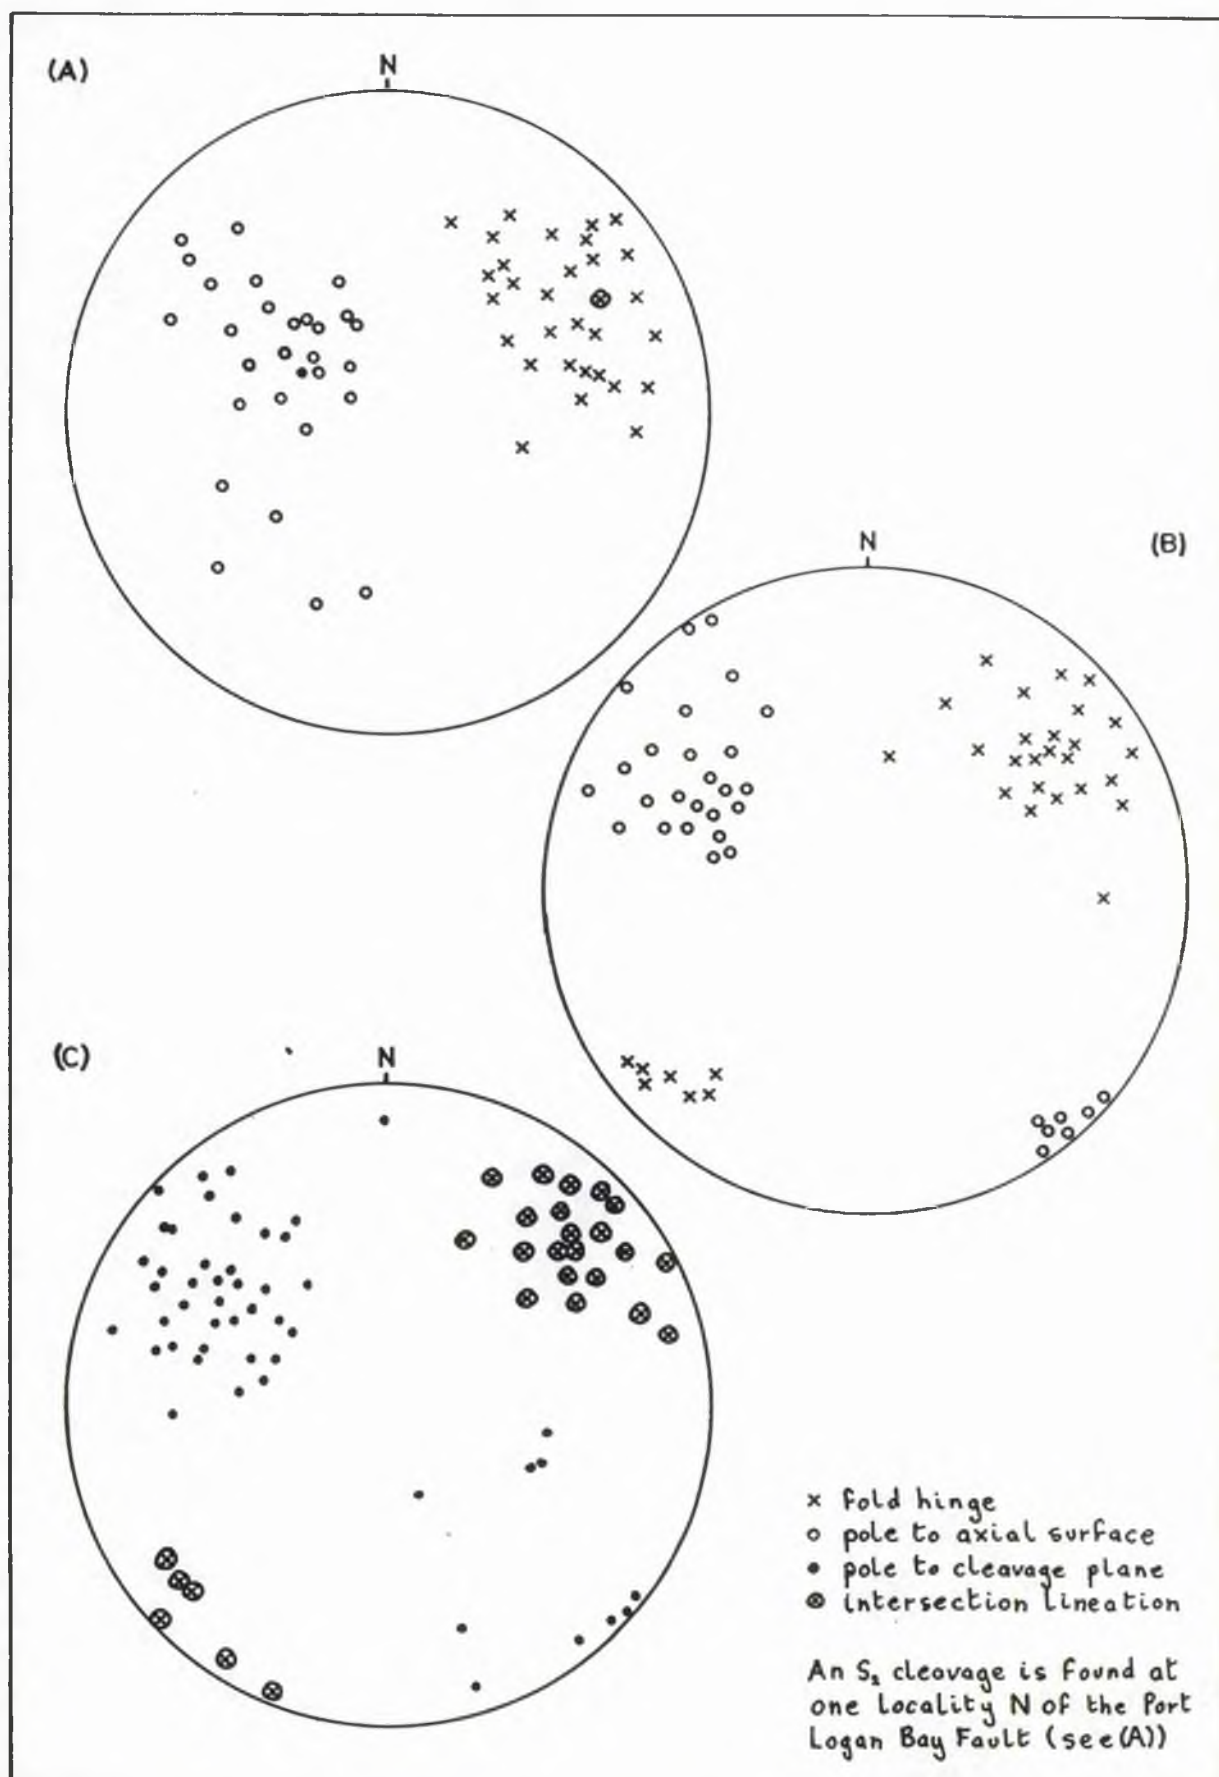 (A)
N
N
(B)
(C)
N
× fold hinge
○ pole to axial surface
● pole to cleavage plane
⊗ intersection lineation
An S₂ cleavage is found at
one locality N of the Port
Logan Bay Fault (see (A))